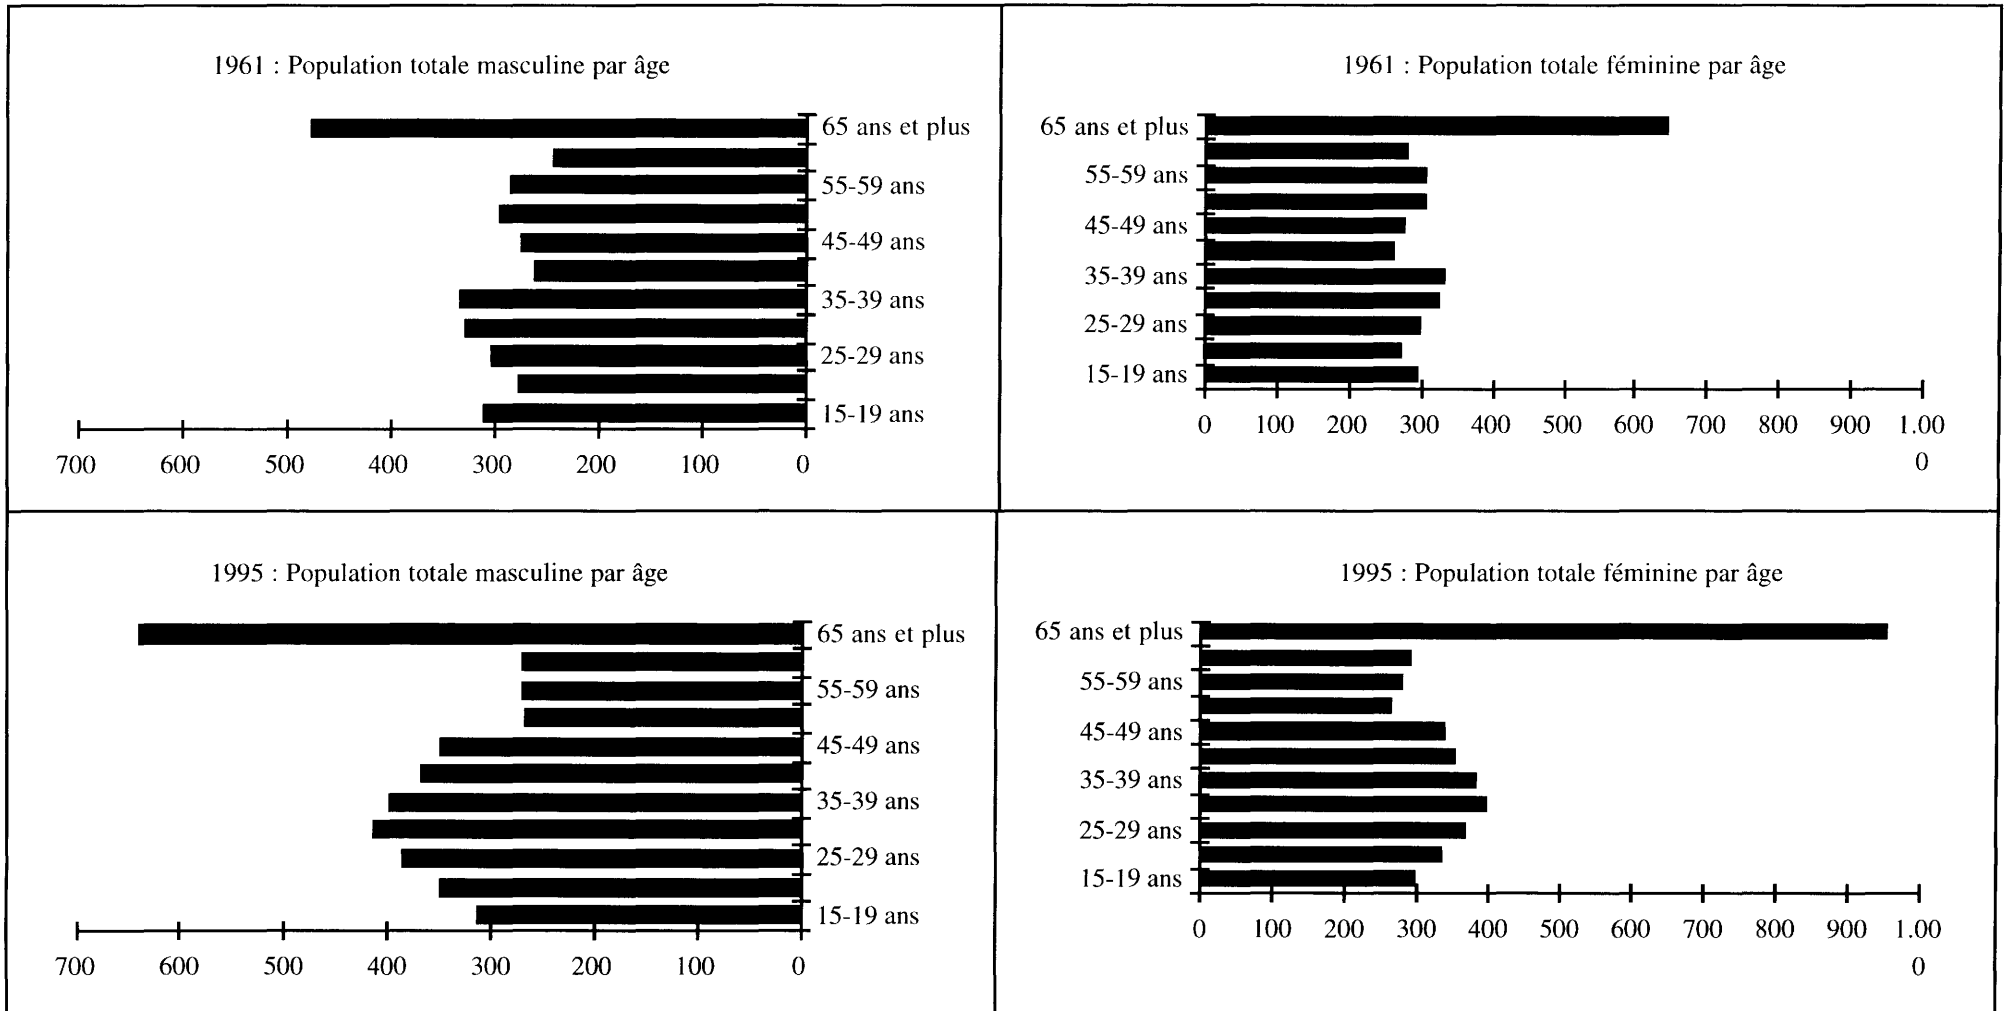 1961 : Population totale masculine par âge
65 ans et plus
55-59 ans
45-49 ans
35-39 ans
25-29 ans
15-19 ans
700 600 500 400 300 200 100 0
1961 : Population totale féminine par âge
65 ans et plus
55-59 ans
45-49 ans
35-39 ans
25-29 ans
15-19 ans
0 100 200 300 400 500 600 700 800 900 1.00
0
1995 : Population totale masculine par âge
65 ans et plus
55-59 ans
45-49 ans
35-39 ans
25-29 ans
15-19 ans
700 600 500 400 300 200 100 0
1995 : Population totale féminine par âge
65 ans et plus
55-59 ans
45-49 ans
35-39 ans
25-29 ans
15-19 ans
0 100 200 300 400 500 600 700 800 900 1.00
0